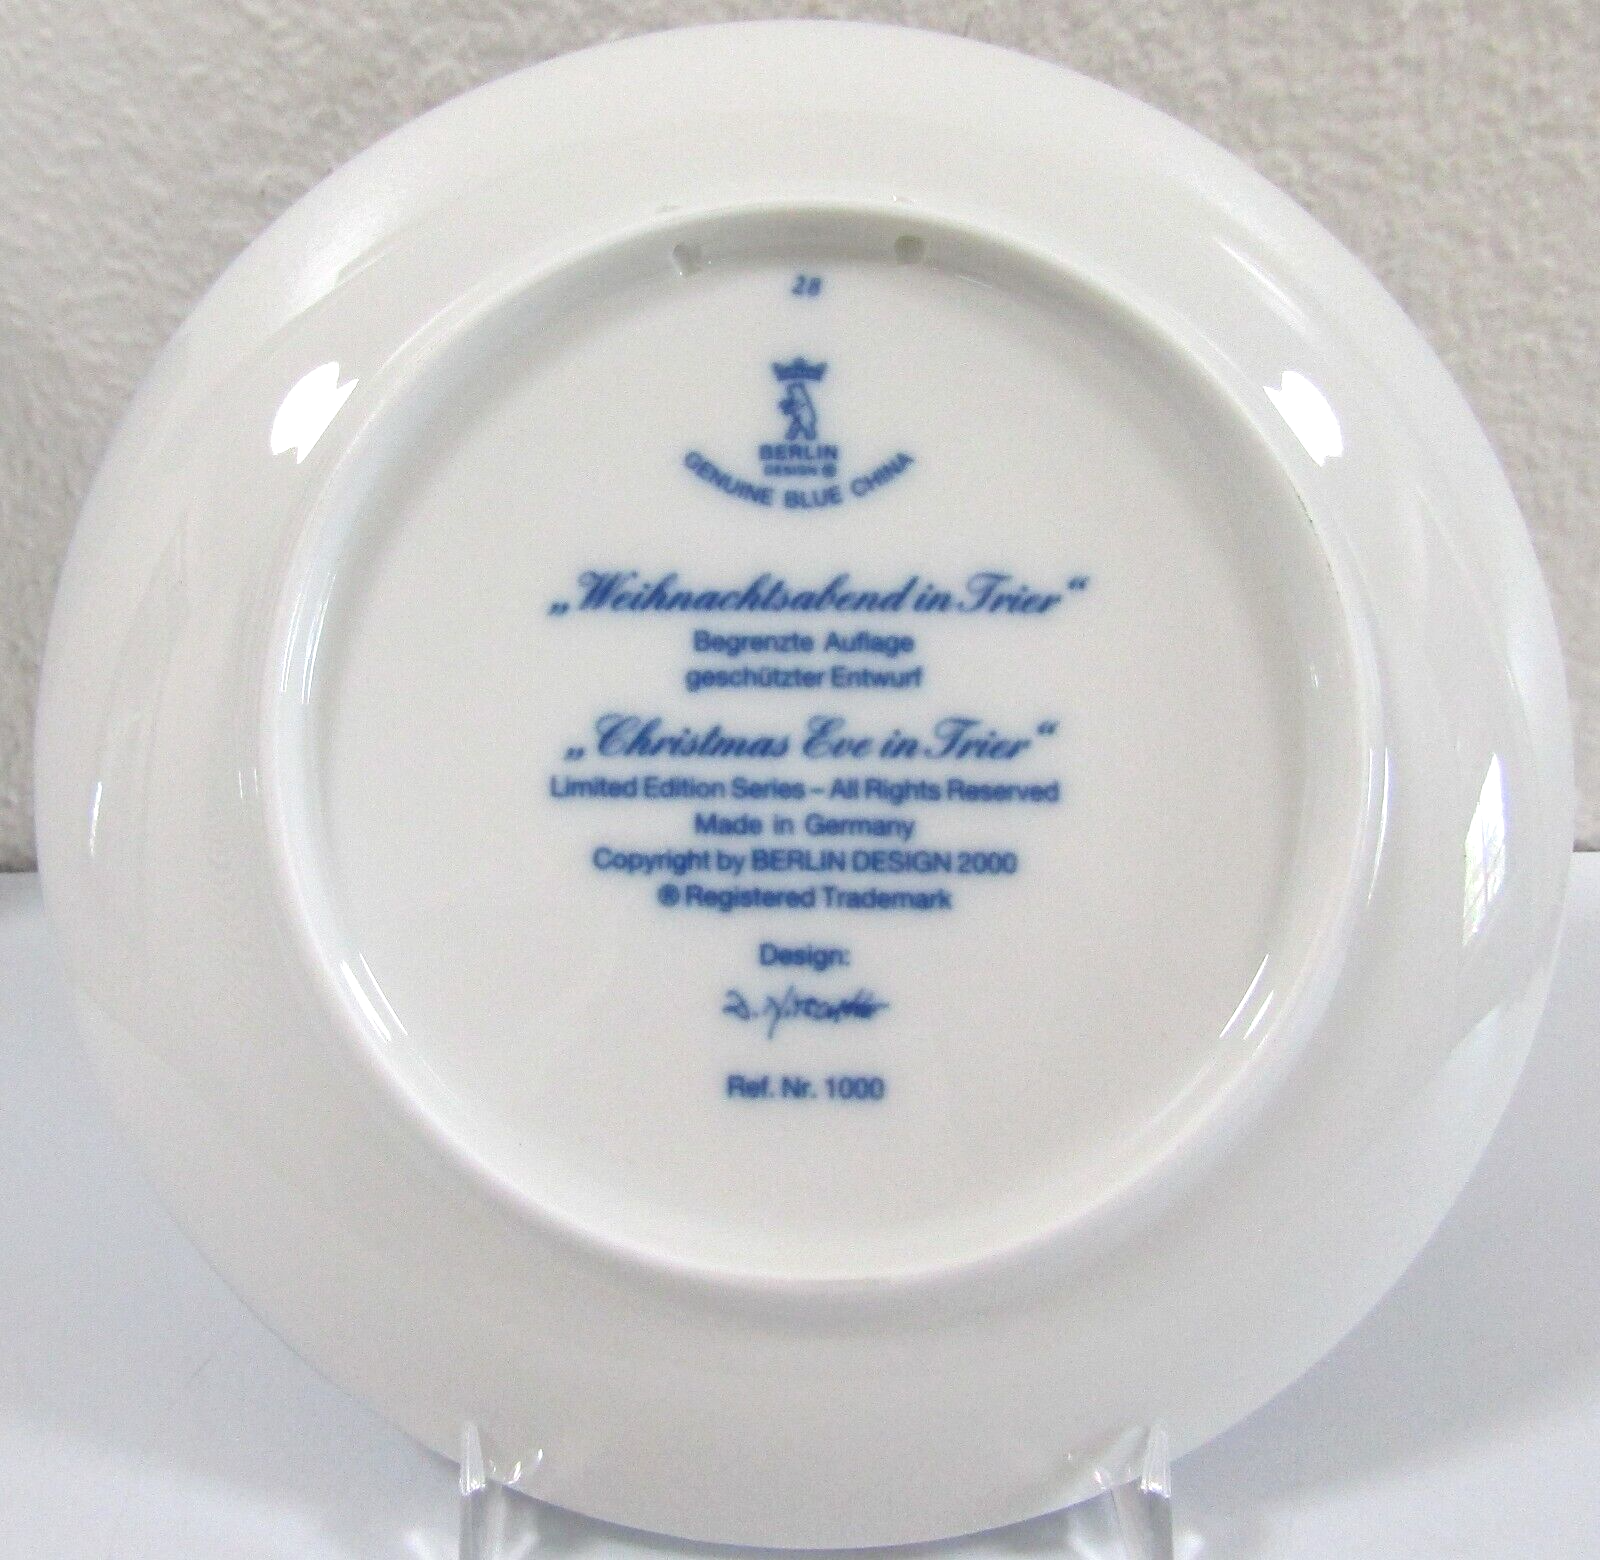 28
BERLIN
DESIGN ®
GENUINE BLUE CHINA
„Weihnachtsabend in Trier“
Begrenzte Auflage
geschützter Entwurf
„Christmas Eve in Trier“
Limited Edition Series – All Rights Reserved
Made in Germany
Copyright by BERLIN DESIGN 2000
® Registered Trademark
Design:
Ref. Nr. 1000